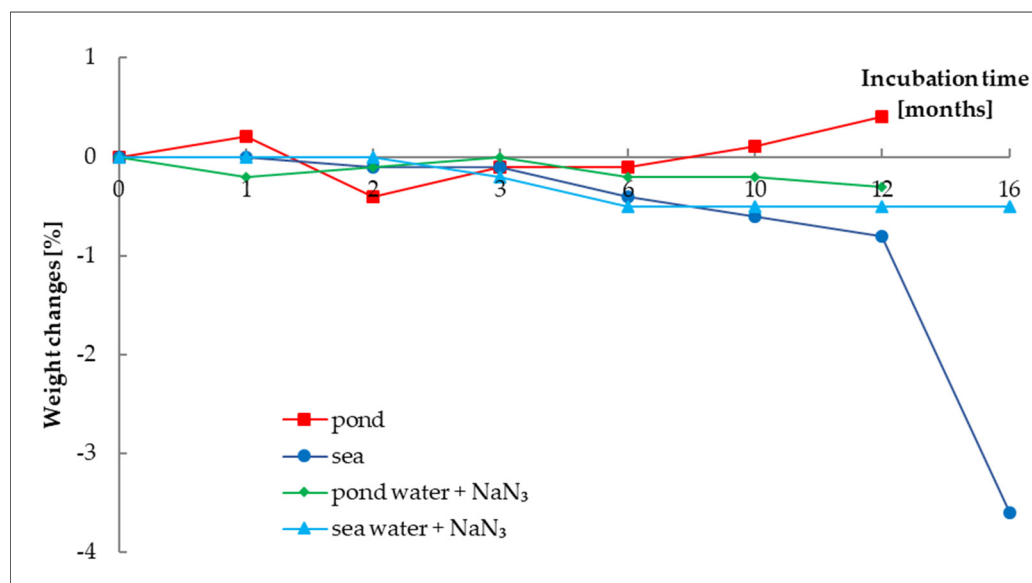 1
Incubation time
[months]
0
0 1 2 3 6 10 12 16
-1
-2
-3
-4
Weight changes [%]
pond
sea
pond water + NaN₃
sea water + NaN₃